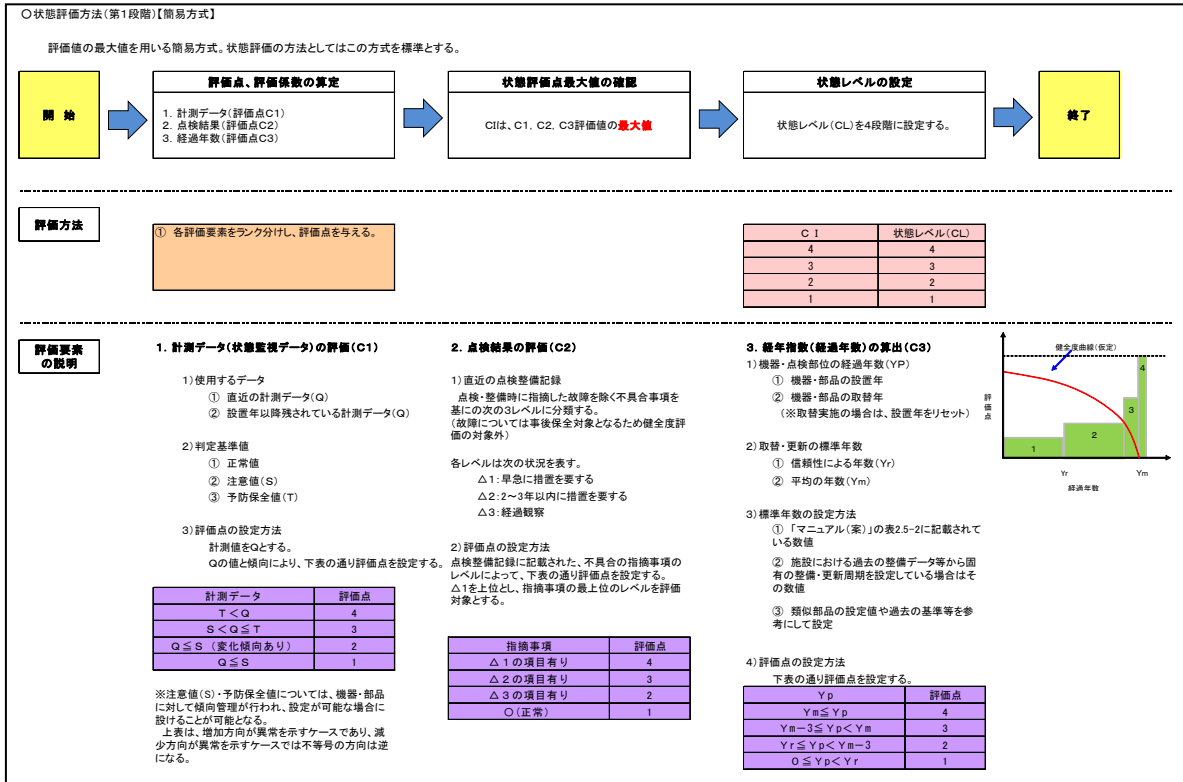 ○状態評価方法（第1段階）【簡易方式】
評価値の最大値を用いる簡易方式。状態評価の方法としてはこの方式を標準とする。
開　始
評価点、評価係数の算定
1. 計測データ（評価点C1）
2. 点検結果（評価点C2）
3. 経過年数（評価点C3）
状態評価点最大値の確認
CIは、C1, C2, C3評価値の最大値
状態レベルの設定
状態レベル（CL）を4段階に設定する。
終了
評価方法
①　各評価要素をランク分けし、評価点を与える。
ＣＩ　状態レベル（CL）
4　4
3　3
2　2
1　1
評価要素
の説明
1. 計測データ（状態監視データ）の評価（C1）
1）使用するデータ
①　直近の計測データ（Q）
②　設置年以降残されている計測データ（Q）
2）判定基準値
①　正常値
②　注意値（S）
③　予防保全値（T）
3）評価点の設定方法
計測値をQとする。
Qの値と傾向により、下表の通り評価点を設定する。
計測データ　評価点
Ｔ＜Ｑ　4
Ｓ＜Ｑ≦Ｔ　3
Ｑ≦Ｓ （変化傾向あり）　2
Ｑ≦Ｓ　1
※注意値（S）・予防保全値については、機器・部品
に対して傾向管理が行われ、設定が可能な場合に
設けることが可能となる。
上表は、増加方向が異常を示すケースであり、減
少方向が異常を示すケースでは不等号の方向は逆
になる。
2. 点検結果の評価（C2）
1）直近の点検整備記録
点検・整備時に指摘した故障を除く不具合事項を
基にの次の3レベルに分類する。
（故障については事後保全対象となるため健全度評
価の対象外）
各レベルは次の状況を表す。
△1：早急に措置を要する
△2：2～3年以内に措置を要する
△3：経過観察
2）評価点の設定方法
点検整備記録に記載された、不具合の指摘事項の
レベルによって、下表の通り評価点を設定する。
△1を上位とし、指摘事項の最上位のレベルを評価
対象とする。
指摘事項　評価点
△１の項目有り　4
△２の項目有り　3
△３の項目有り　2
○（正常）　1
3. 経年指数（経過年数）の算出（C3）
1）機器・点検部位の経過年数（YP）
①　機器・部品の設置年
②　機器・部品の取替年
（※取替実施の場合は、設置年をリセット）
2）取替・更新の標準年数
①　信頼性による年数（Yr）
②　平均の年数（Ym）
3）標準年数の設定方法
①　「マニュアル（案）」の表2.5-2に記載されて
いる数値
②　施設における過去の整備データ等から固
有の整備・更新周期を設定している場合はそ
の数値
③　類似部品の設定値や過去の基準等を参
考にして設定
4）評価点の設定方法
下表の通り評価点を設定する。
Ｙｐ　評価点
Ｙｍ≦Ｙｐ　4
Ｙｍ－3≦Ｙｐ＜Ｙｍ　3
Ｙｒ≦Ｙｐ＜Ｙｍ－3　2
０≦Ｙｐ＜Ｙｒ　1
健全度曲線（仮定）
評価点
1
2
3
4
Yr
Ym
経過年数